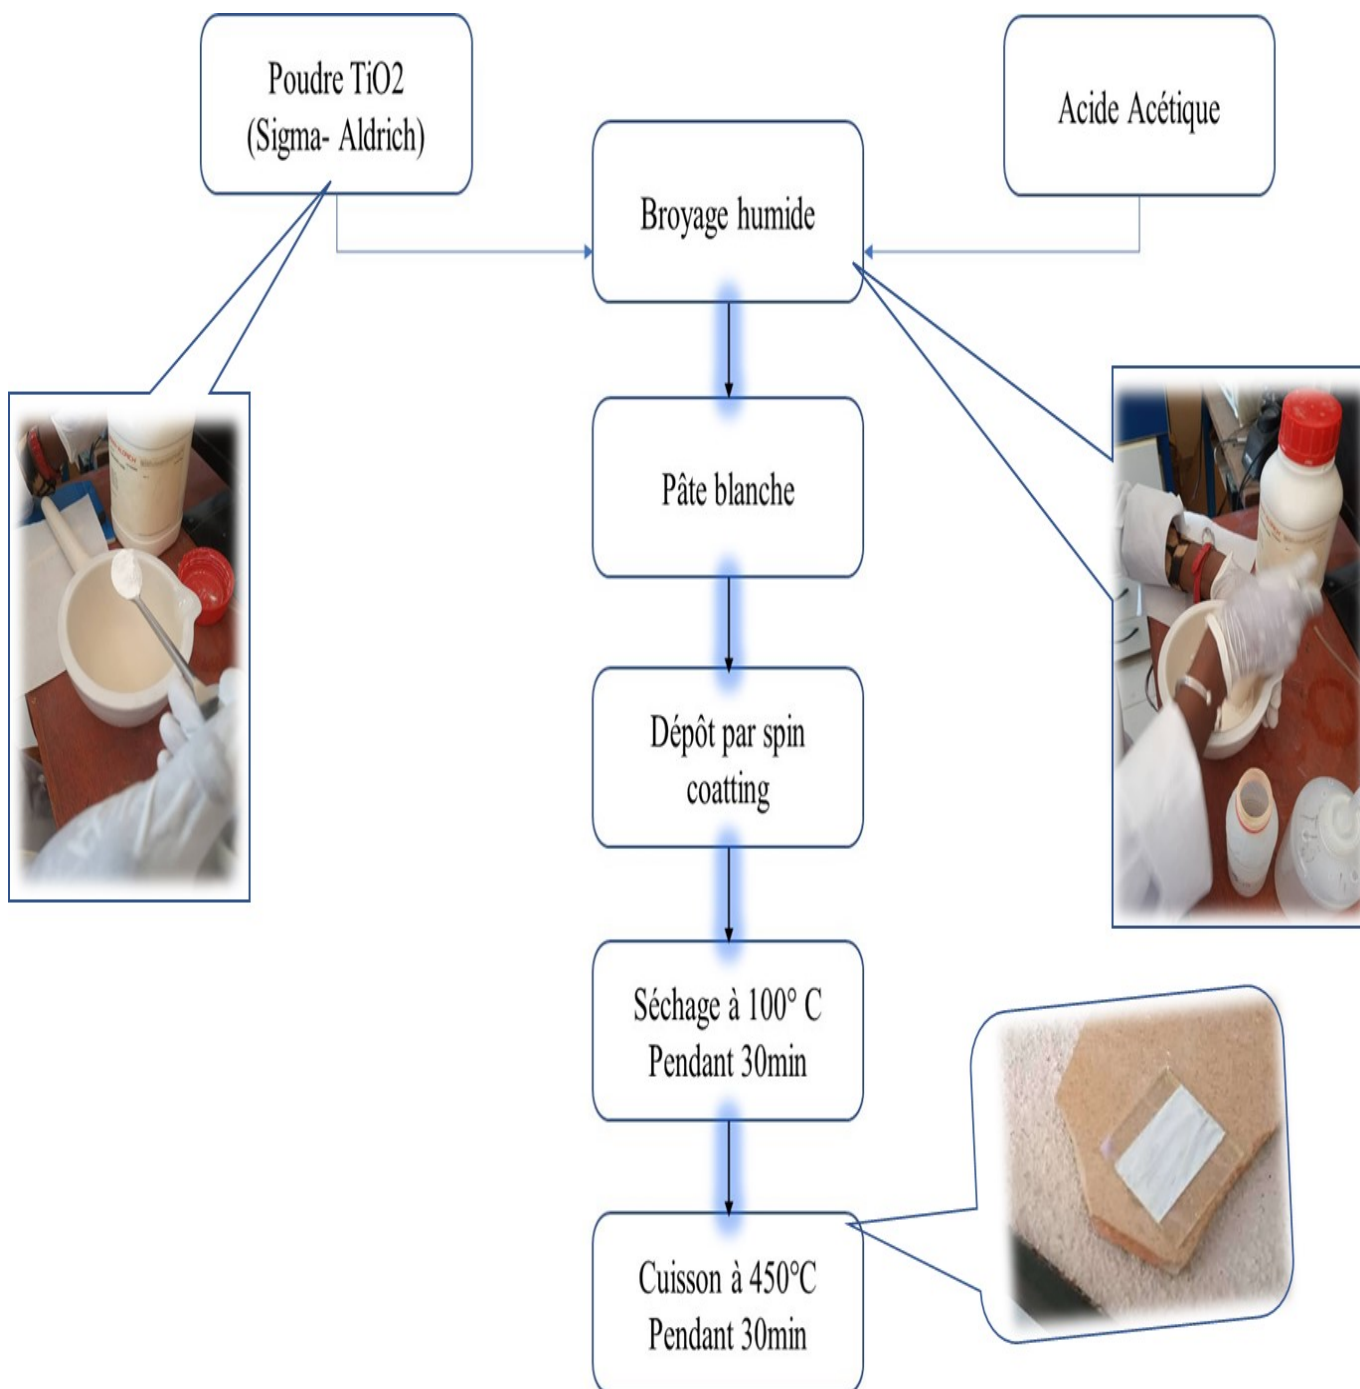 Poudre TiO2
(Sigma- Aldrich)
Acide Acétique
Broyage humide
Pâte blanche
Dépôt par spin
coatting
Séchage à 100° C
Pendant 30min
Cuisson à 450°C
Pendant 30min